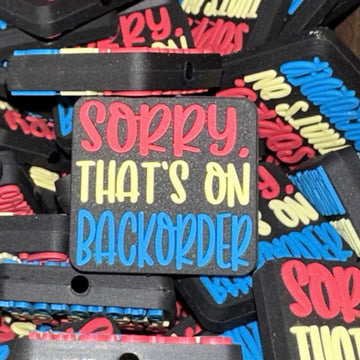 SORRY,
THAT'S ON
BACKORDER